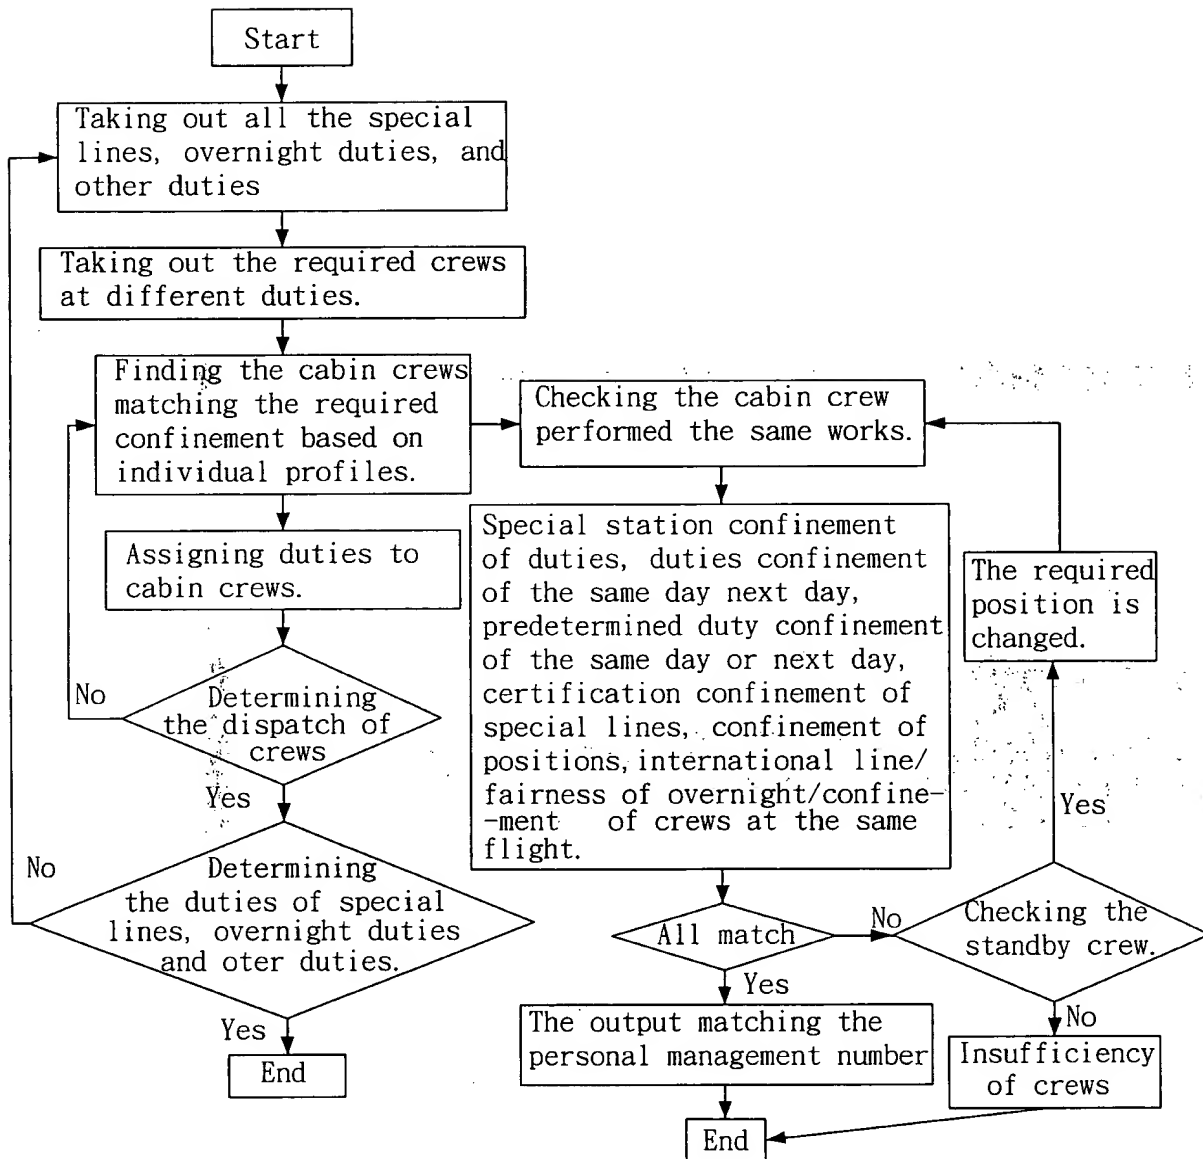 Start
Taking out all the special
lines, overnight duties, and
other duties
Taking out the required crews
at different duties.
Finding the cabin crews
matching the required
confinement based on
individual profiles.
Assigning duties to
cabin crews.
No
Determining
the dispatch of
crews
Yes
No
Determining
the duties of special
lines, overnight duties
and oter duties.
Yes
End
Checking the cabin crew
performed the same works.
Special station confinement
of duties, duties confinement
of the same day next day,
predetermined duty confinement
of the same day or next day,
certification confinement of
special lines, confinement of
positions, international line/
fairness of overnight/confine-
-ment of crews at the same
flight.
All match
No
Yes
The output matching the
personal management number
End
The required
position is
changed.
Yes
Checking the
standby crew.
No
Insufficiency
of crews